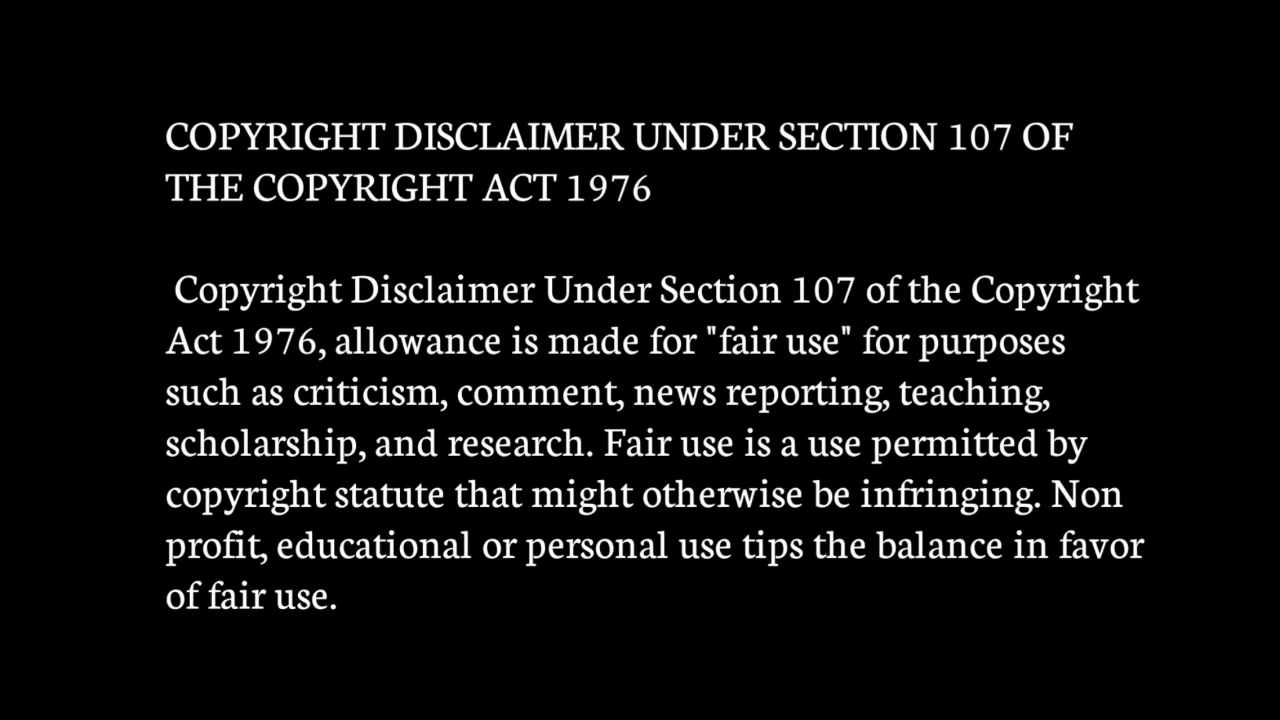 COPYRIGHT DISCLAIMER UNDER SECTION 107 OF
THE COPYRIGHT ACT 1976
Copyright Disclaimer Under Section 107 of the Copyright
Act 1976, allowance is made for "fair use" for purposes
such as criticism, comment, news reporting, teaching,
scholarship, and research. Fair use is a use permitted by
copyright statute that might otherwise be infringing. Non
profit, educational or personal use tips the balance in favor
of fair use.